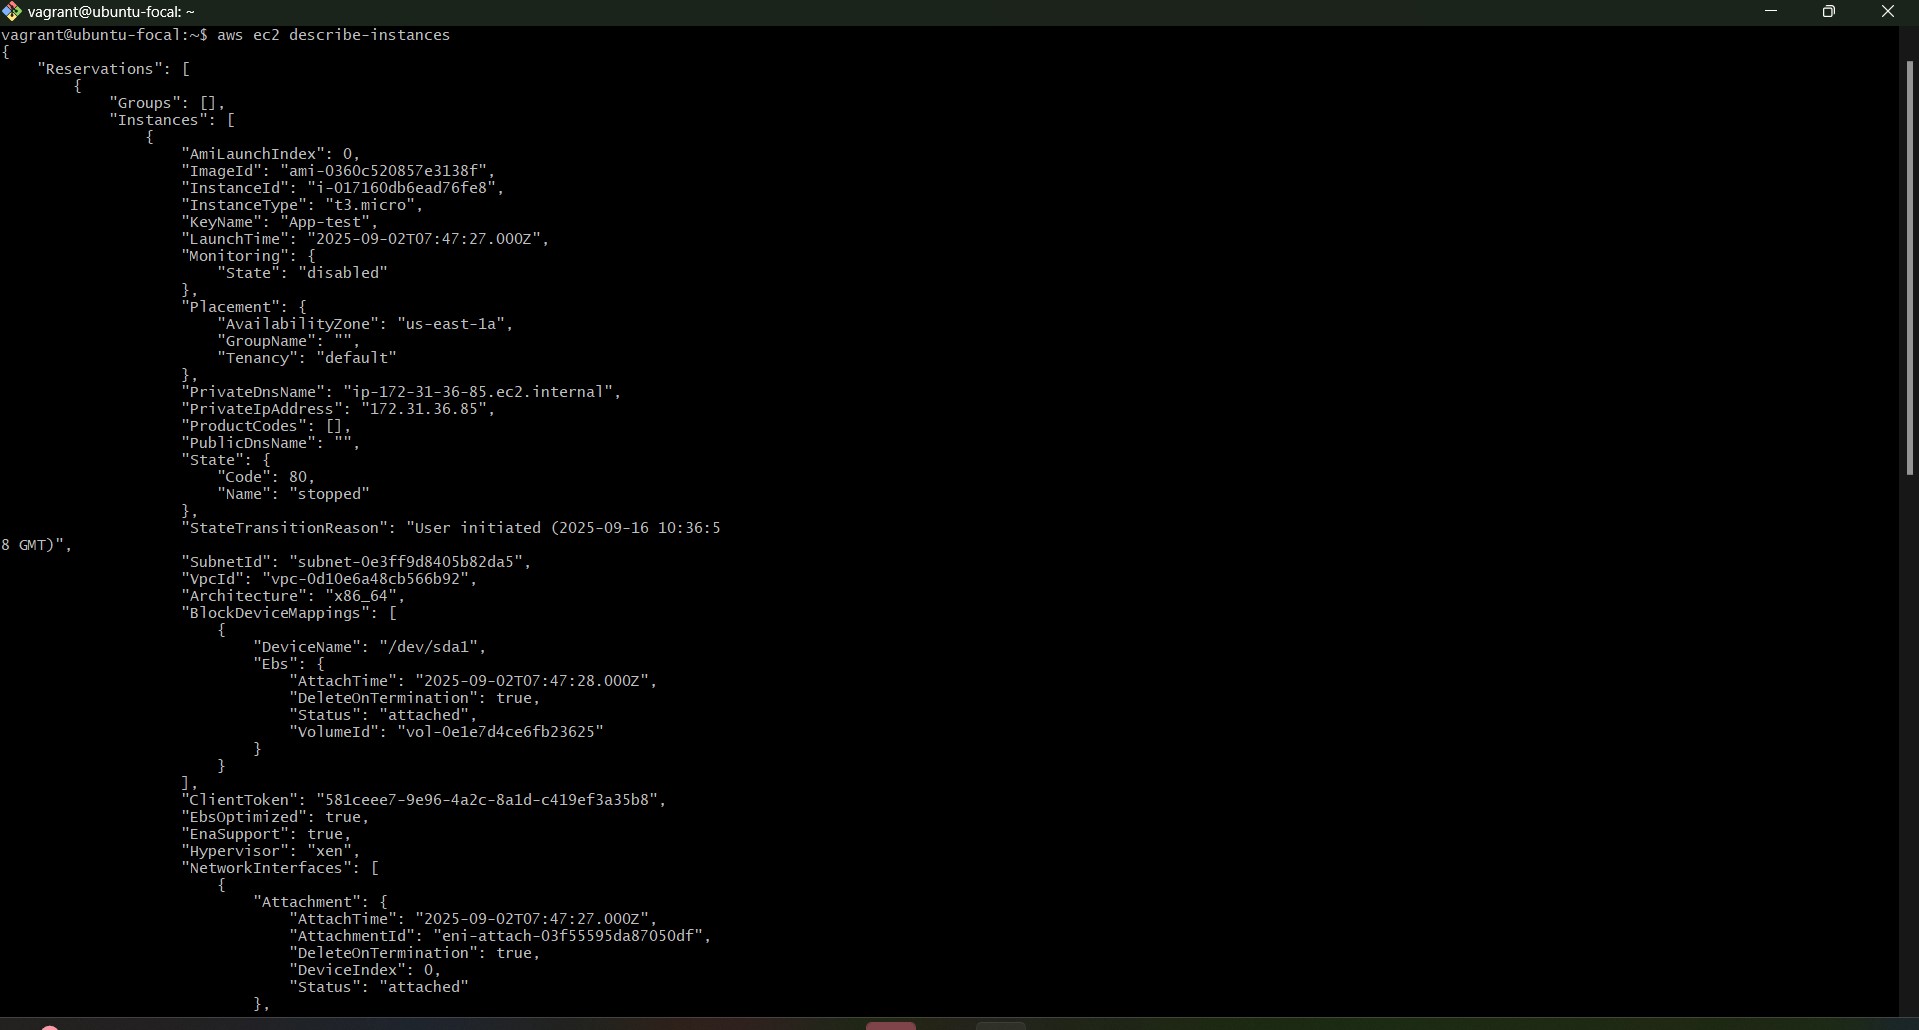 vagrant@ubuntu-focal: ~
vagrant@ubuntu-focal:~$ aws ec2 describe-instances
{
    "Reservations": [
        {
            "Groups": [],
            "Instances": [
                {
                    "AmiLaunchIndex": 0,
                    "ImageId": "ami-0360c520857e3138f",
                    "InstanceId": "i-017160db6ead76fe8",
                    "InstanceType": "t3.micro",
                    "KeyName": "App-test",
                    "LaunchTime": "2025-09-02T07:47:27.000Z",
                    "Monitoring": {
                        "State": "disabled"
                    },
                    "Placement": {
                        "AvailabilityZone": "us-east-1a",
                        "GroupName": "",
                        "Tenancy": "default"
                    },
                    "PrivateDnsName": "ip-172-31-36-85.ec2.internal",
                    "PrivateIpAddress": "172.31.36.85",
                    "ProductCodes": [],
                    "PublicDnsName": "",
                    "State": {
                        "Code": 80,
                        "Name": "stopped"
                    },
                    "StateTransitionReason": "User initiated (2025-09-16 10:36:5
8 GMT)",
                    "SubnetId": "subnet-0e3ff9d8405b82da5",
                    "VpcId": "vpc-0d10e6a48cb566b92",
                    "Architecture": "x86_64",
                    "BlockDeviceMappings": [
                        {
                            "DeviceName": "/dev/sda1",
                            "Ebs": {
                                "AttachTime": "2025-09-02T07:47:28.000Z",
                                "DeleteOnTermination": true,
                                "Status": "attached",
                                "VolumeId": "vol-0e1e7d4ce6fb23625"
                            }
                        }
                    ],
                    "ClientToken": "581ceee7-9e96-4a2c-8a1d-c419ef3a35b8",
                    "EbsOptimized": true,
                    "EnaSupport": true,
                    "Hypervisor": "xen",
                    "NetworkInterfaces": [
                        {
                            "Attachment": {
                                "AttachTime": "2025-09-02T07:47:27.000Z",
                                "AttachmentId": "eni-attach-03f55595da87050df",
                                "DeleteOnTermination": true,
                                "DeviceIndex": 0,
                                "Status": "attached"
                            },